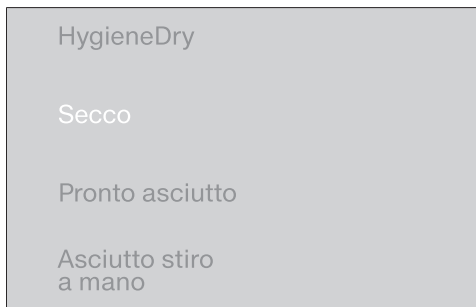 HygieneDry
Secco
Pronto asciutto
Asciutto stiro
a mano